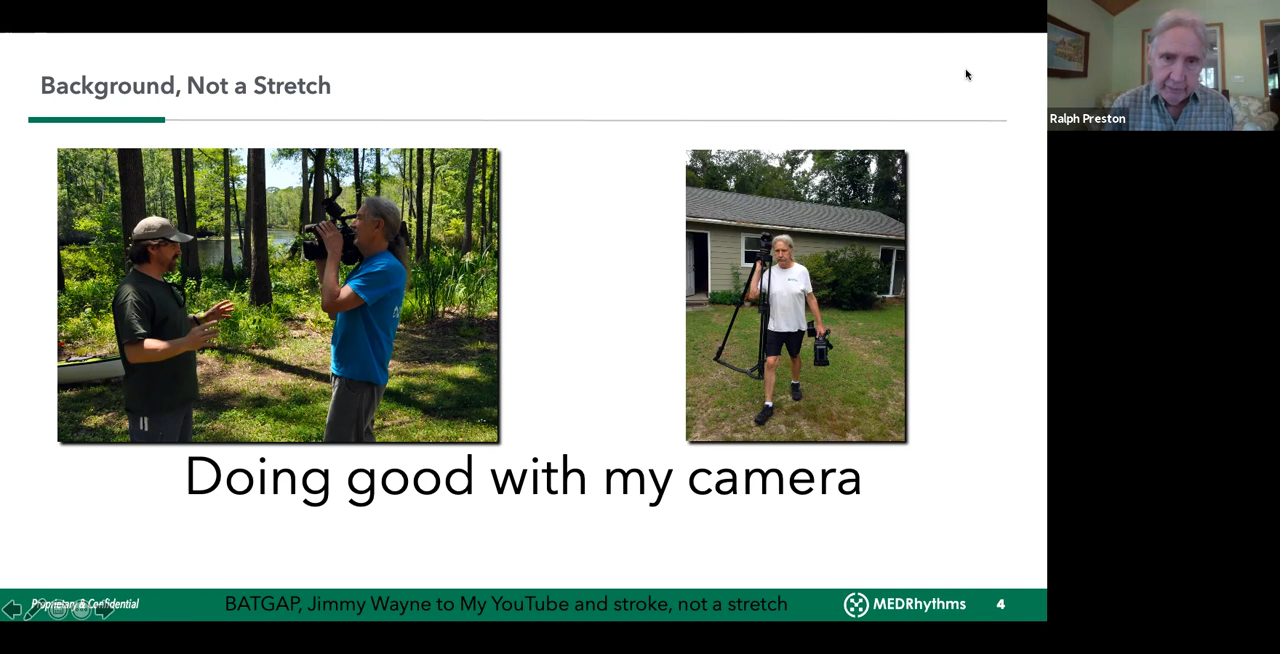 Background, Not a Stretch
Ralph Preston
Doing good with my camera
Proprietary & Confidential
BATGAP, Jimmy Wayne to My YouTube and stroke, not a stretch
MEDRhythms
4